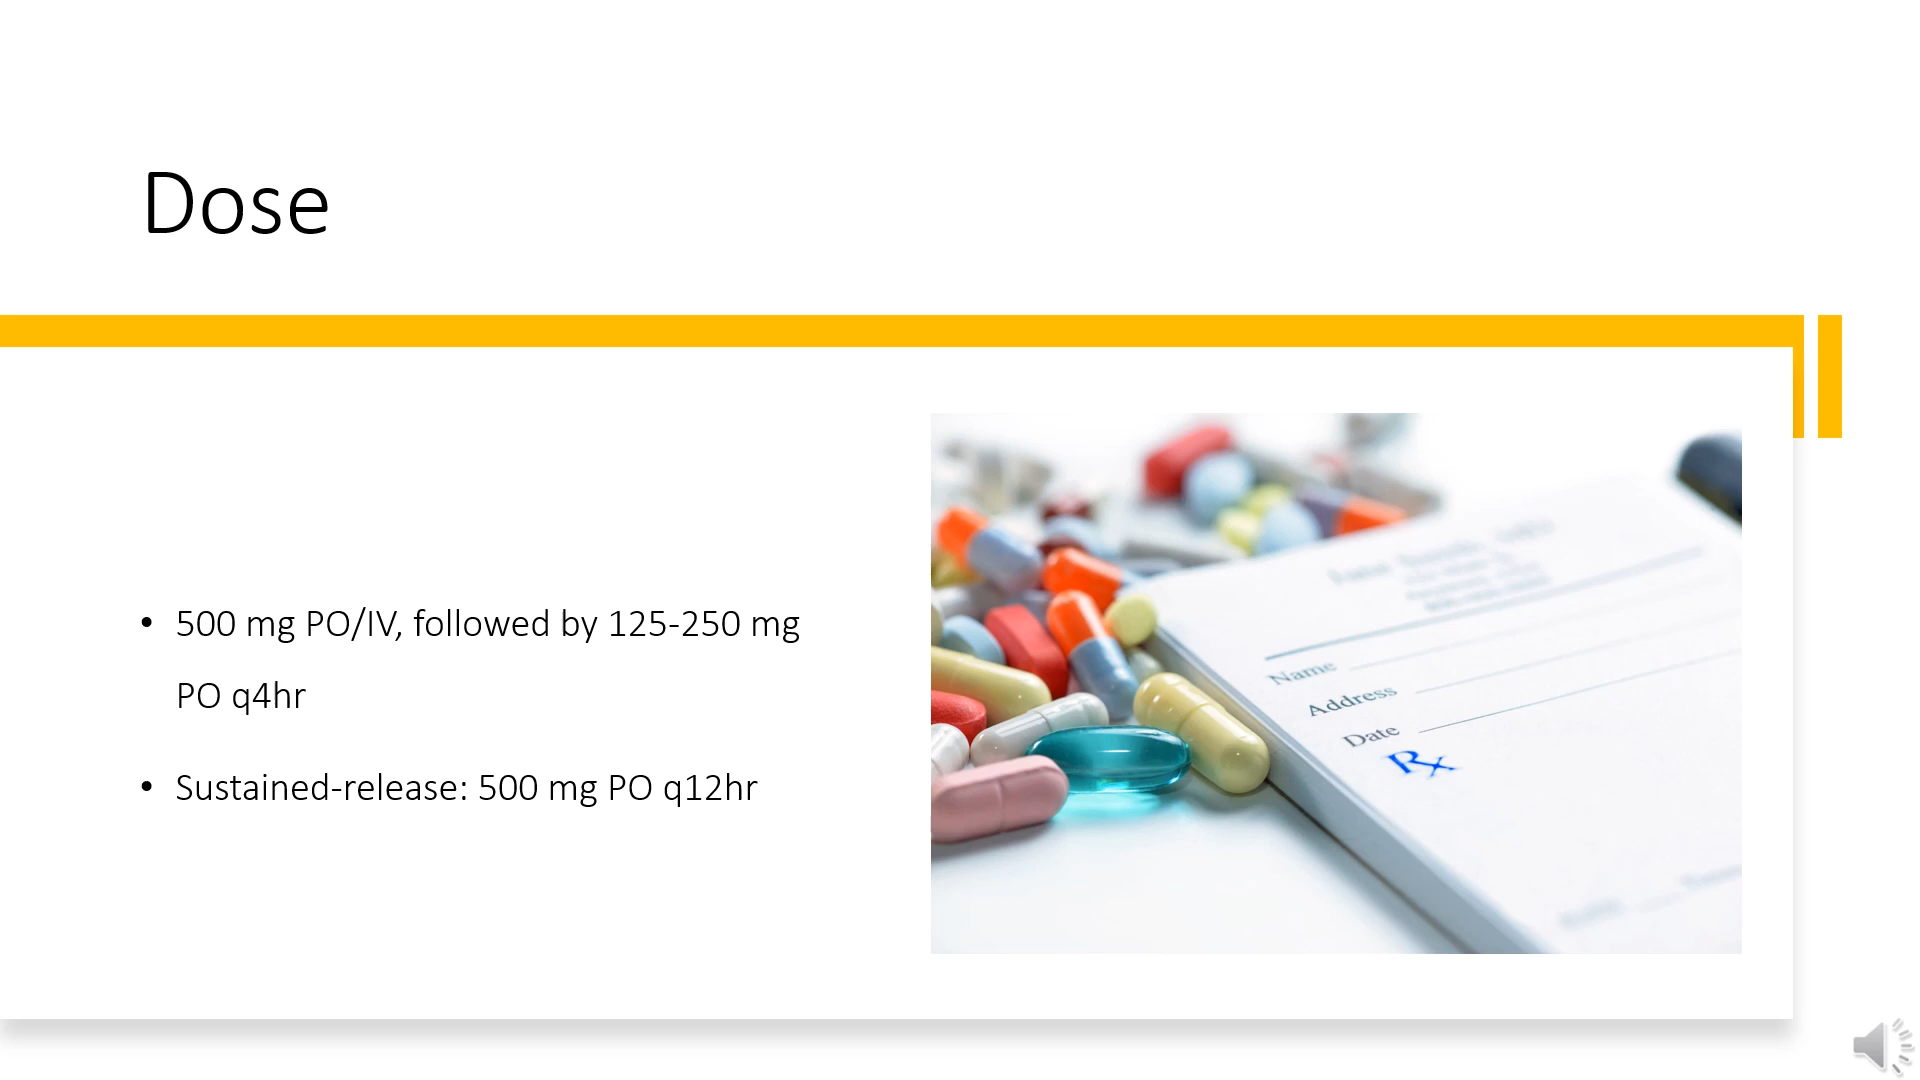 Dose
• 500 mg PO/IV, followed by 125-250 mg
PO q4hr
• Sustained-release: 500 mg PO q12hr
Name
Address
Date
Rx